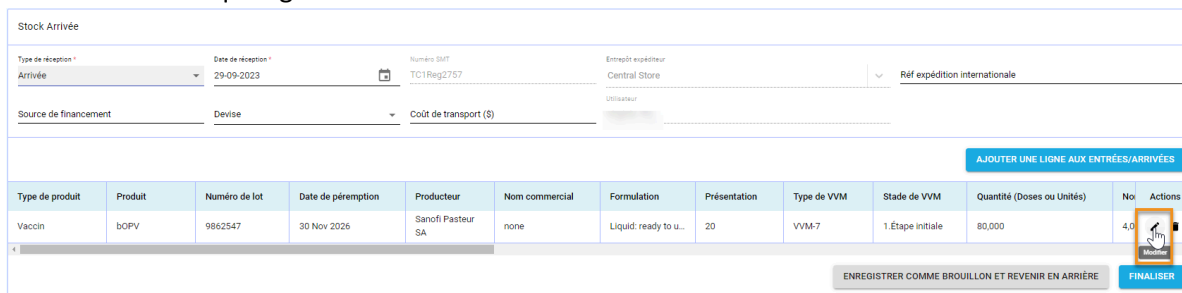 Stock Arrivée
Type de réception * Date de réception * Numéro SMT Entrepôt expéditeur
Arrivée 29-09-2023 TC1Reg2757 Central Store Réf expédition internationale
Utilisateur
Source de financement Devise Coût de transport ($)
AJOUTER UNE LIGNE AUX ENTRÉES/ARRIVÉES
Type de produit Produit Numéro de lot Date de péremption Producteur Nom commercial Formulation Présentation Type de VVM Stade de VVM Quantité (Doses ou Unités) No Actions
Vaccin bOPV 9862547 30 Nov 2026 Sanofi Pasteur SA none Liquid: ready to u... 20 VVM-7 1.Étape initiale 80,000 4,0
Modifier
ENREGISTRER COMME BROUILLON ET REVENIR EN ARRIÈRE FINALISER